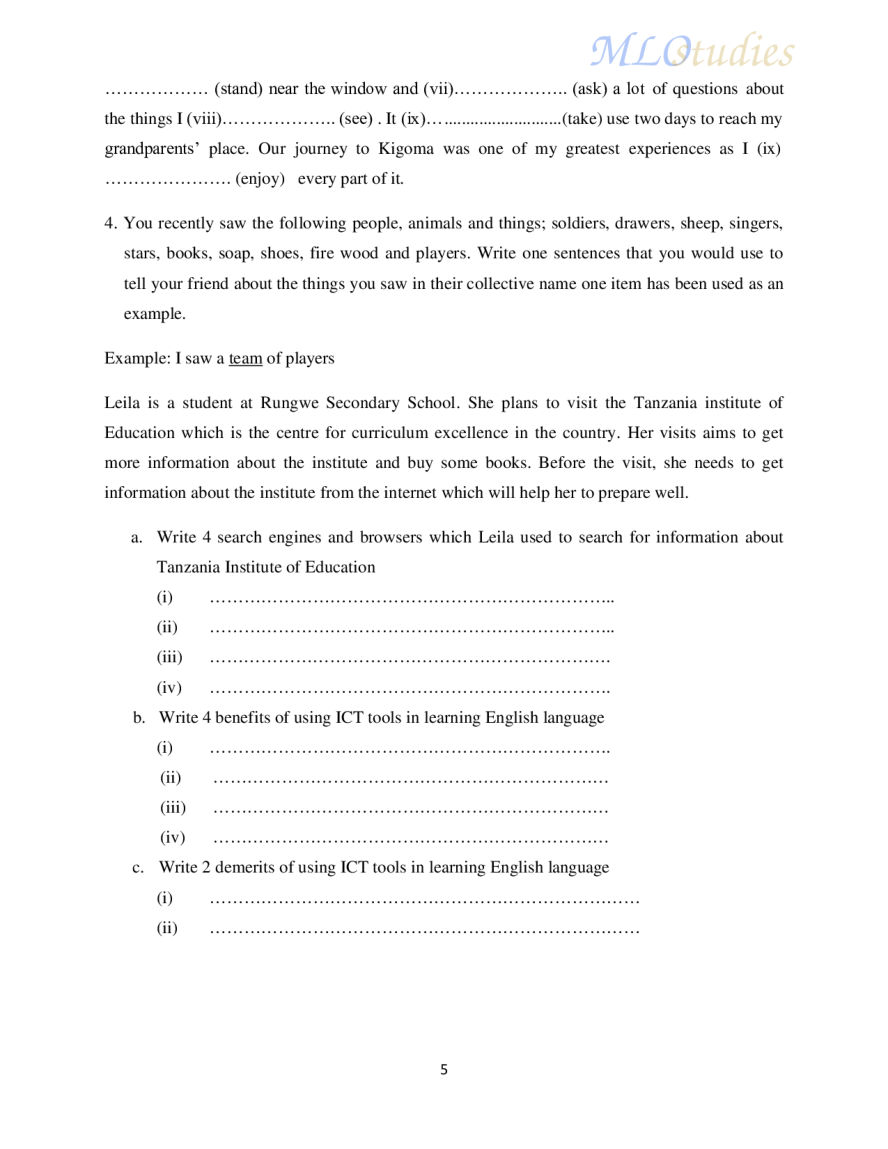 MLOstudies
……………… (stand) near the window and (vii)……………….. (ask) a lot of questions about
the things I (viii)……………….. (see) . It (ix)…...........................(take) use two days to reach my
grandparents’ place. Our journey to Kigoma was one of my greatest experiences as I (ix)
…………………. (enjoy) every part of it.
4. You recently saw the following people, animals and things; soldiers, drawers, sheep, singers,
stars, books, soap, shoes, fire wood and players. Write one sentences that you would use to
tell your friend about the things you saw in their collective name one item has been used as an
example.
Example: I saw a team of players
Leila is a student at Rungwe Secondary School. She plans to visit the Tanzania institute of
Education which is the centre for curriculum excellence in the country. Her visits aims to get
more information about the institute and buy some books. Before the visit, she needs to get
information about the institute from the internet which will help her to prepare well.
a. Write 4 search engines and browsers which Leila used to search for information about
Tanzania Institute of Education
(i) ……………………………………………………………..
(ii) ……………………………………………………………..
(iii) …………………………………………………………….
(iv) …………………………………………………………….
b. Write 4 benefits of using ICT tools in learning English language
(i) …………………………………………………………….
(ii) ……………………………………………………………
(iii) ……………………………………………………………
(iv) ……………………………………………………………
c. Write 2 demerits of using ICT tools in learning English language
(i) …………………………………………………………………
(ii) …………………………………………………………………
5